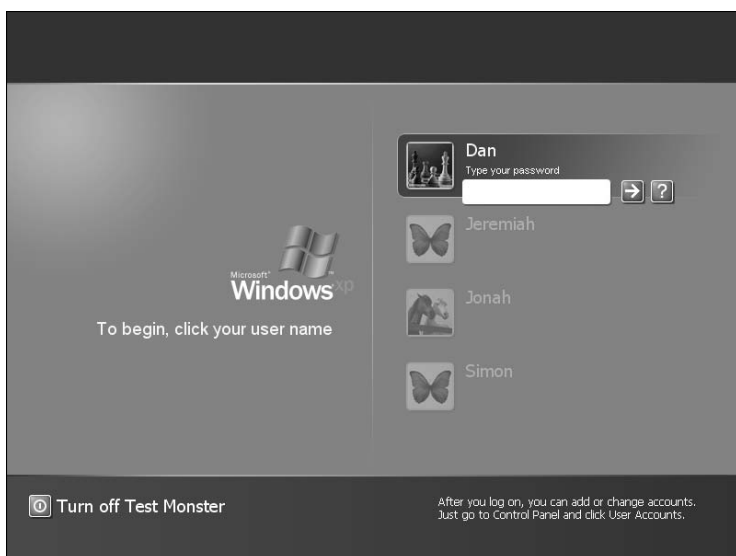 Microsoft®
Windows xp
To begin, click your user name
Dan
Type your password
?
Jeremiah
Jonah
Simon
Turn off Test Monster
After you log on, you can add or change accounts.
Just go to Control Panel and click User Accounts.